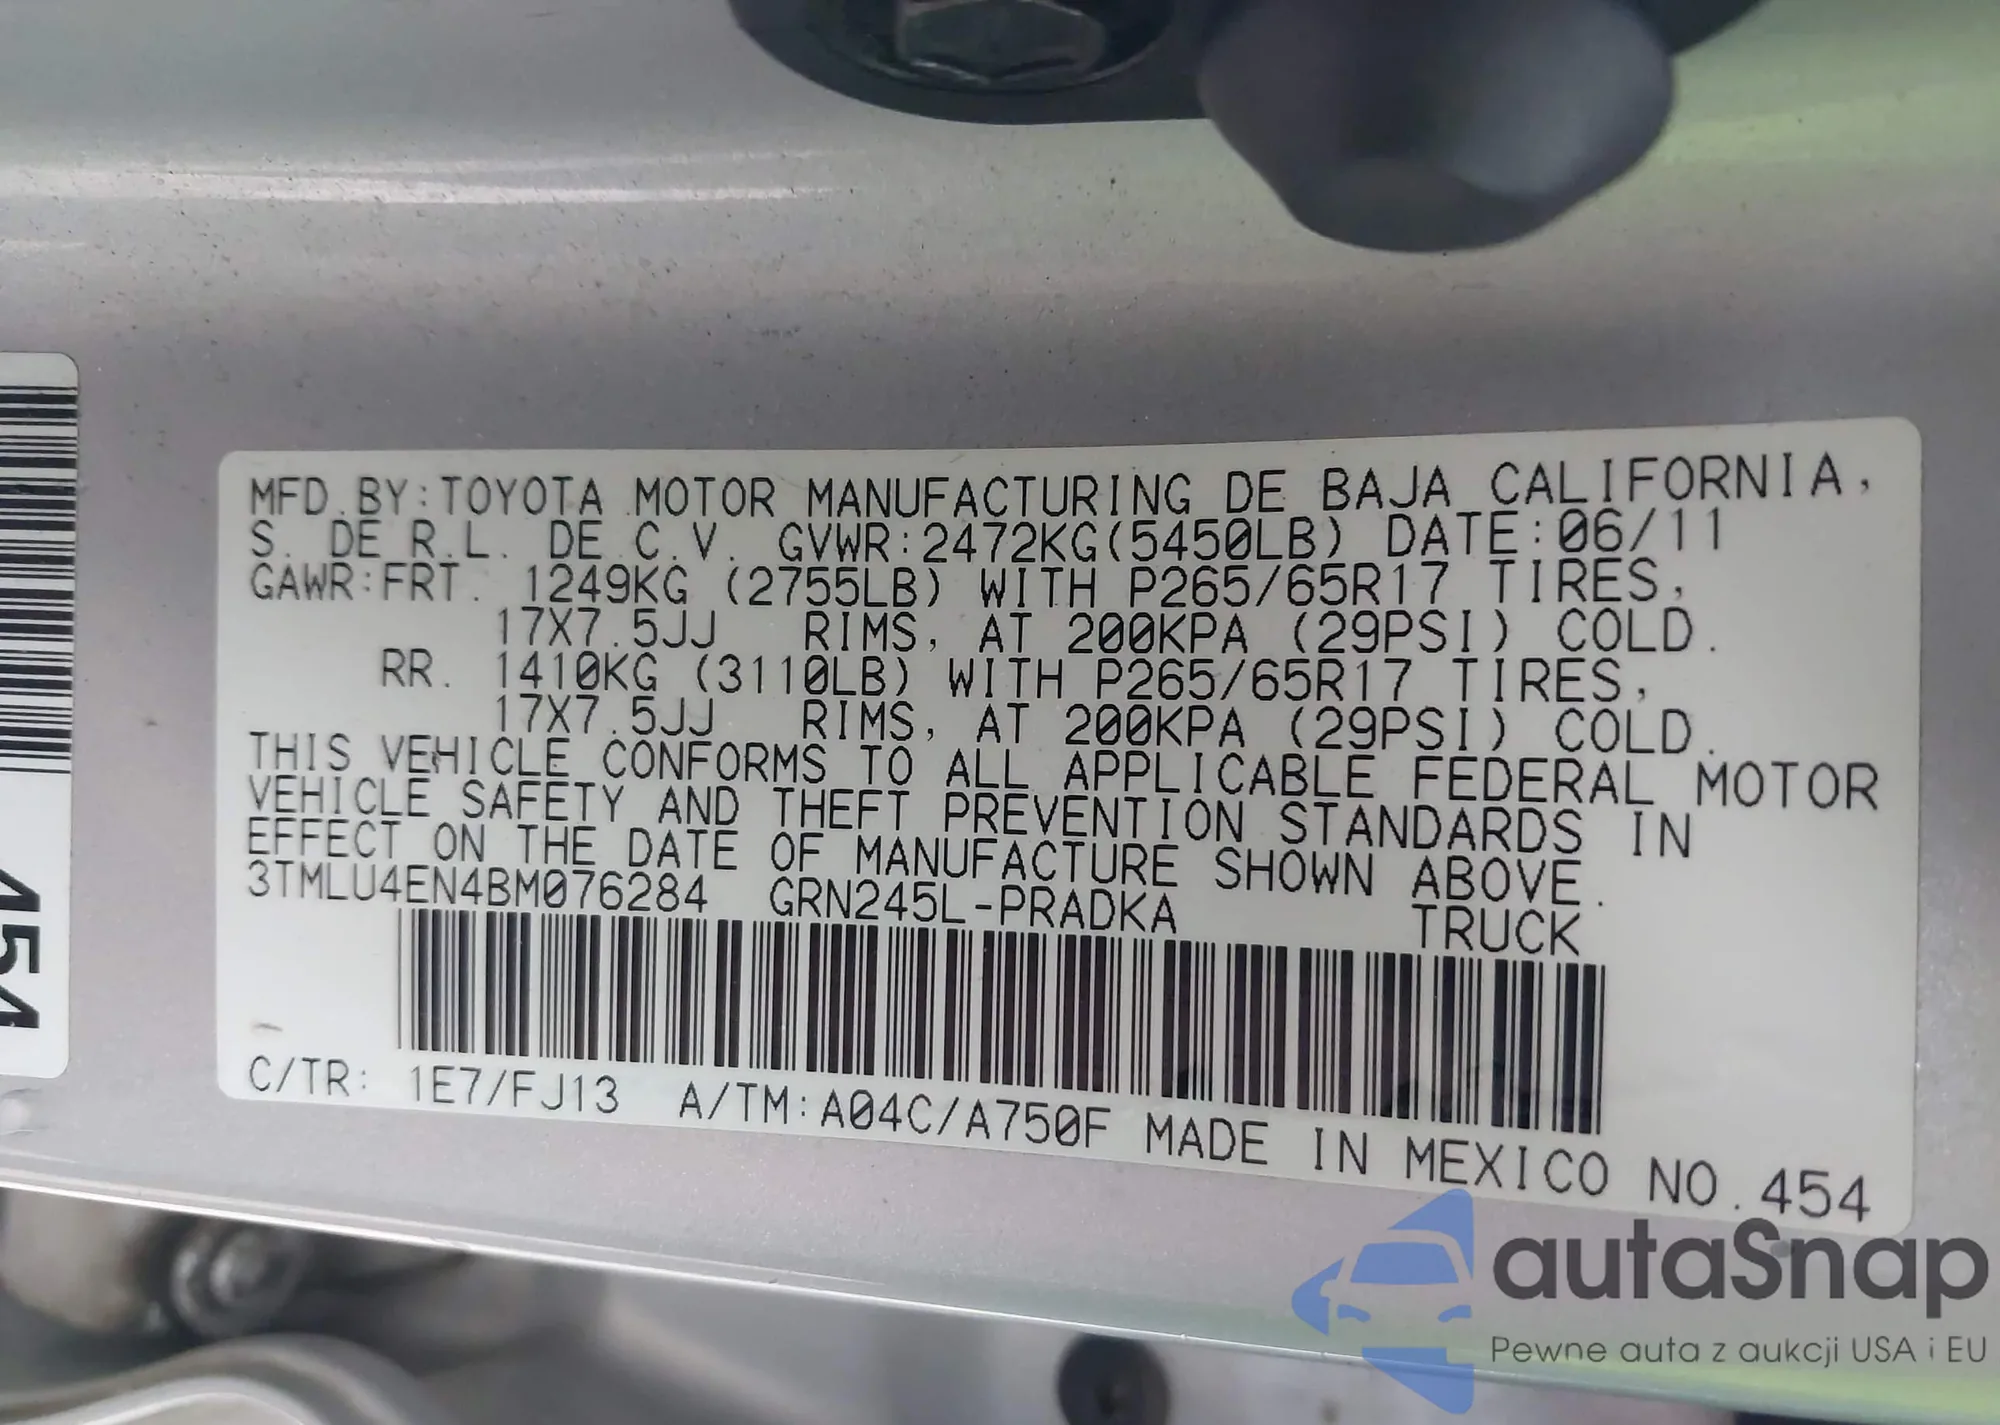 MFD.BY:TOYOTA MOTOR MANUFACTURING DE BAJA CALIFORNIA,
S. DE R.L. DE C.V. GVWR:2472KG(5450LB) DATE:06/11
GAWR:FRT. 1249KG (2755LB) WITH P265/65R17 TIRES,
17X7.5JJ RIMS, AT 200KPA (29PSI) COLD.
RR. 1410KG (3110LB) WITH P265/65R17 TIRES,
17X7.5JJ RIMS, AT 200KPA (29PSI) COLD.
THIS VEHICLE CONFORMS TO ALL APPLICABLE FEDERAL MOTOR
VEHICLE SAFETY AND THEFT PREVENTION STANDARDS IN
EFFECT ON THE DATE OF MANUFACTURE SHOWN ABOVE.
3TMLU4EN4BM076284 GRN245L-PRADKA TRUCK
C/TR: 1E7/FJ13 A/TM:A04C/A750F MADE IN MEXICO NO.454
454
autoSnap
Pewne auta z aukcji USA i EU